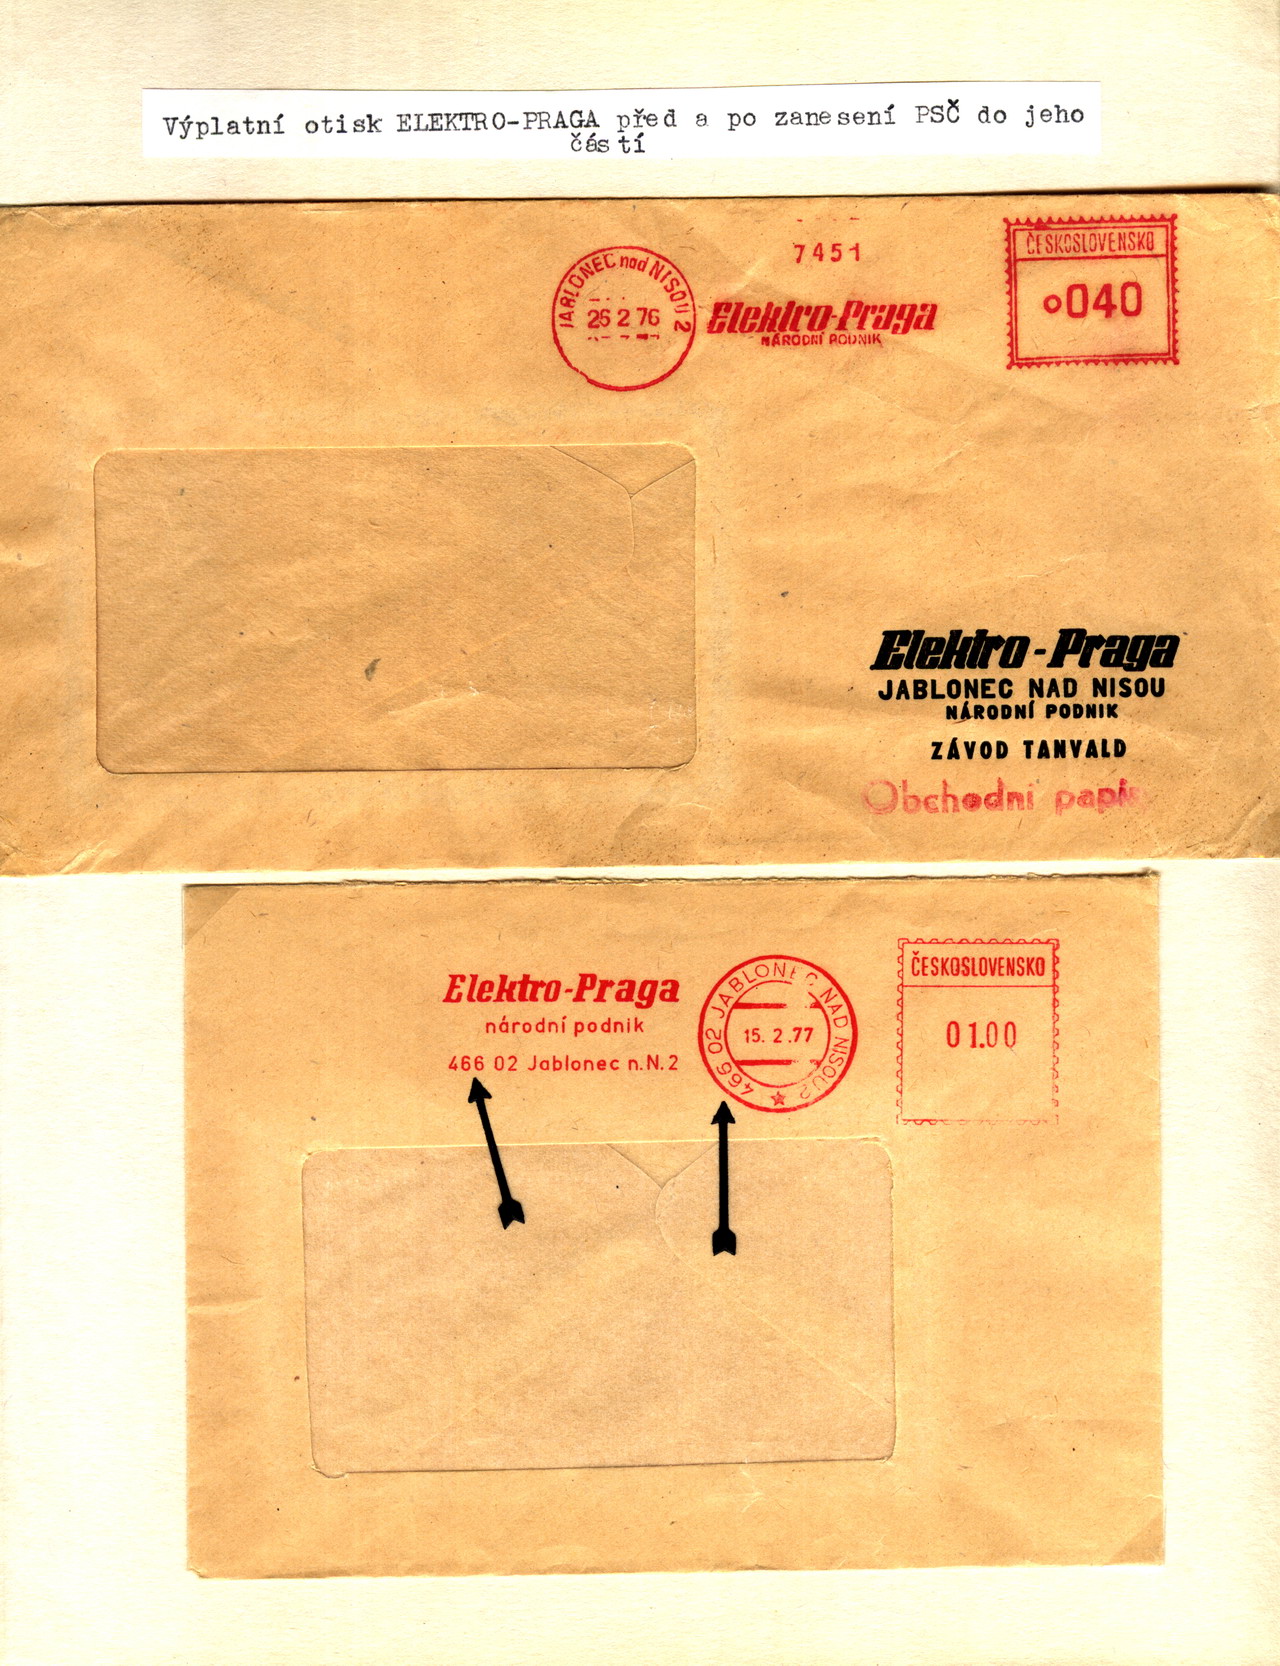 Výplatní otisk ELEKTRO-PRAGA před a po zanesení PSČ do jeho
částí
7451
JABLONEC nad NISOU 2
26 2 76
Elektro-Praga
NÁRODNÍ PODNIK
ČESKOSLOVENSKO
040
Elektro-Praga
JABLONEC NAD NISOU
NÁRODNÍ PODNIK
ZÁVOD TANVALD
Obchodní
Elektro-Praga
národní podnik
466 02 Jablonec n.N.2
466 02 JABLONEC NAD NISOU 2
15. 2.77
ČESKOSLOVENSKO
01.00